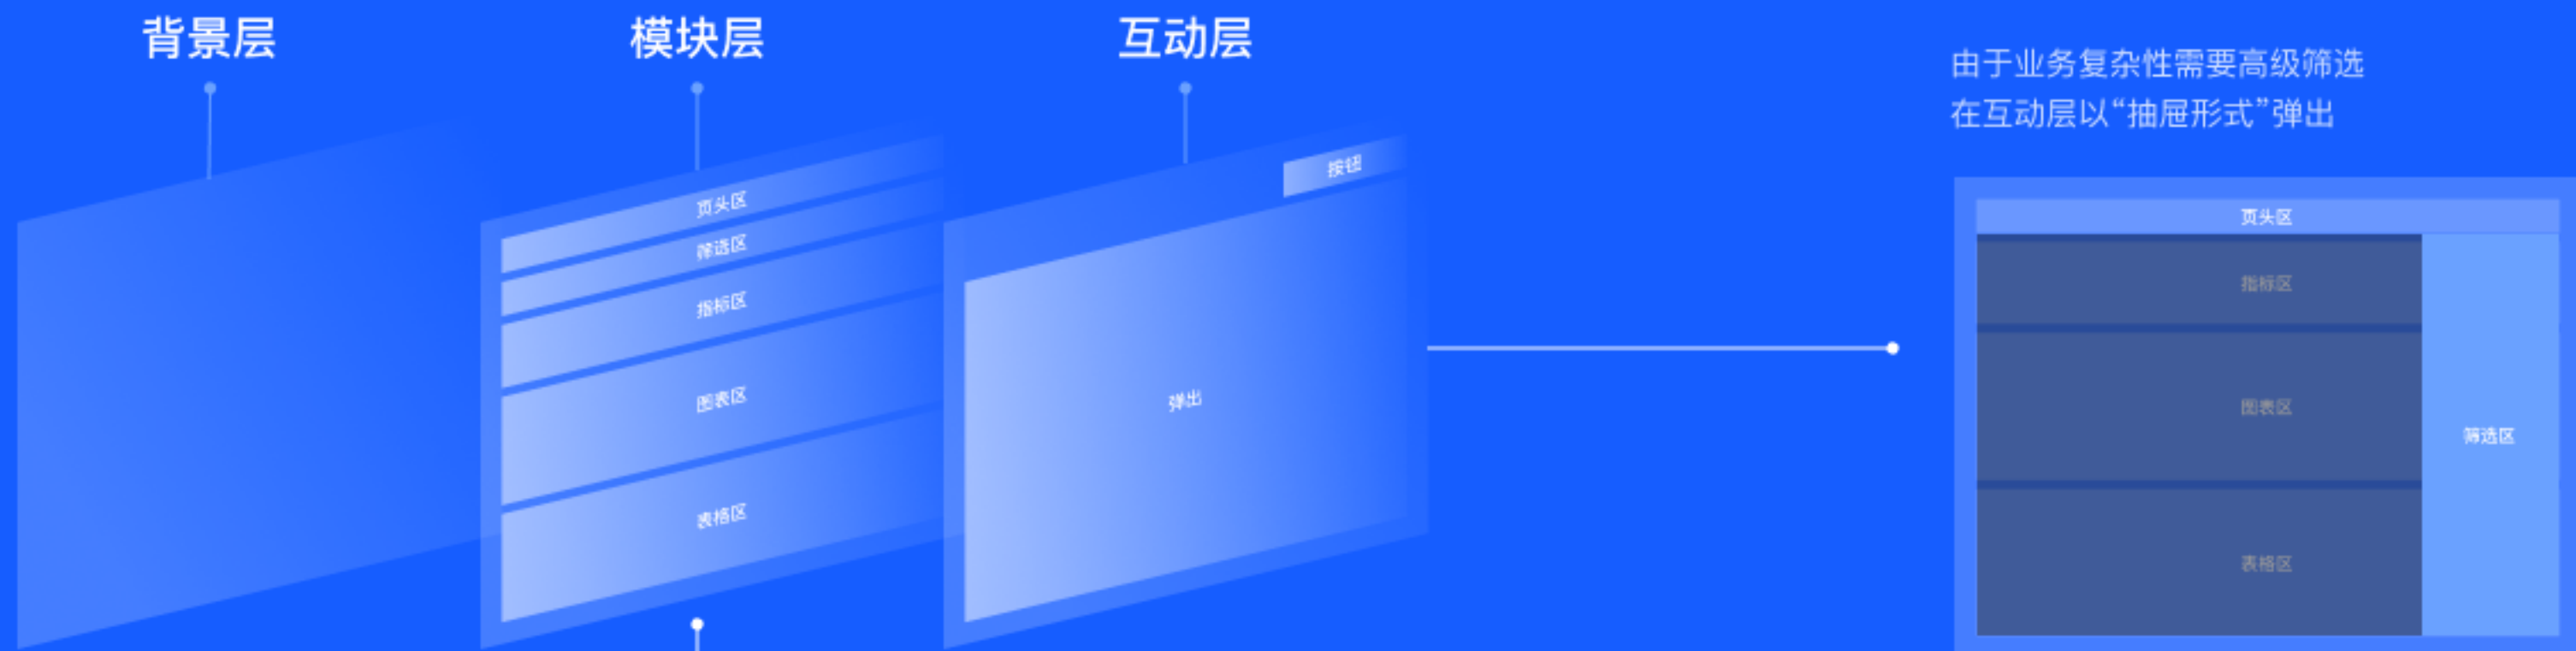 背景层
模块层
互动层
由于业务复杂性需要高级筛选
在互动层以“抽屉形式”弹出
页头区
筛选区
指标区
图表区
表格区
按钮
弹出
页头区
指标区
图表区
表格区
筛选区